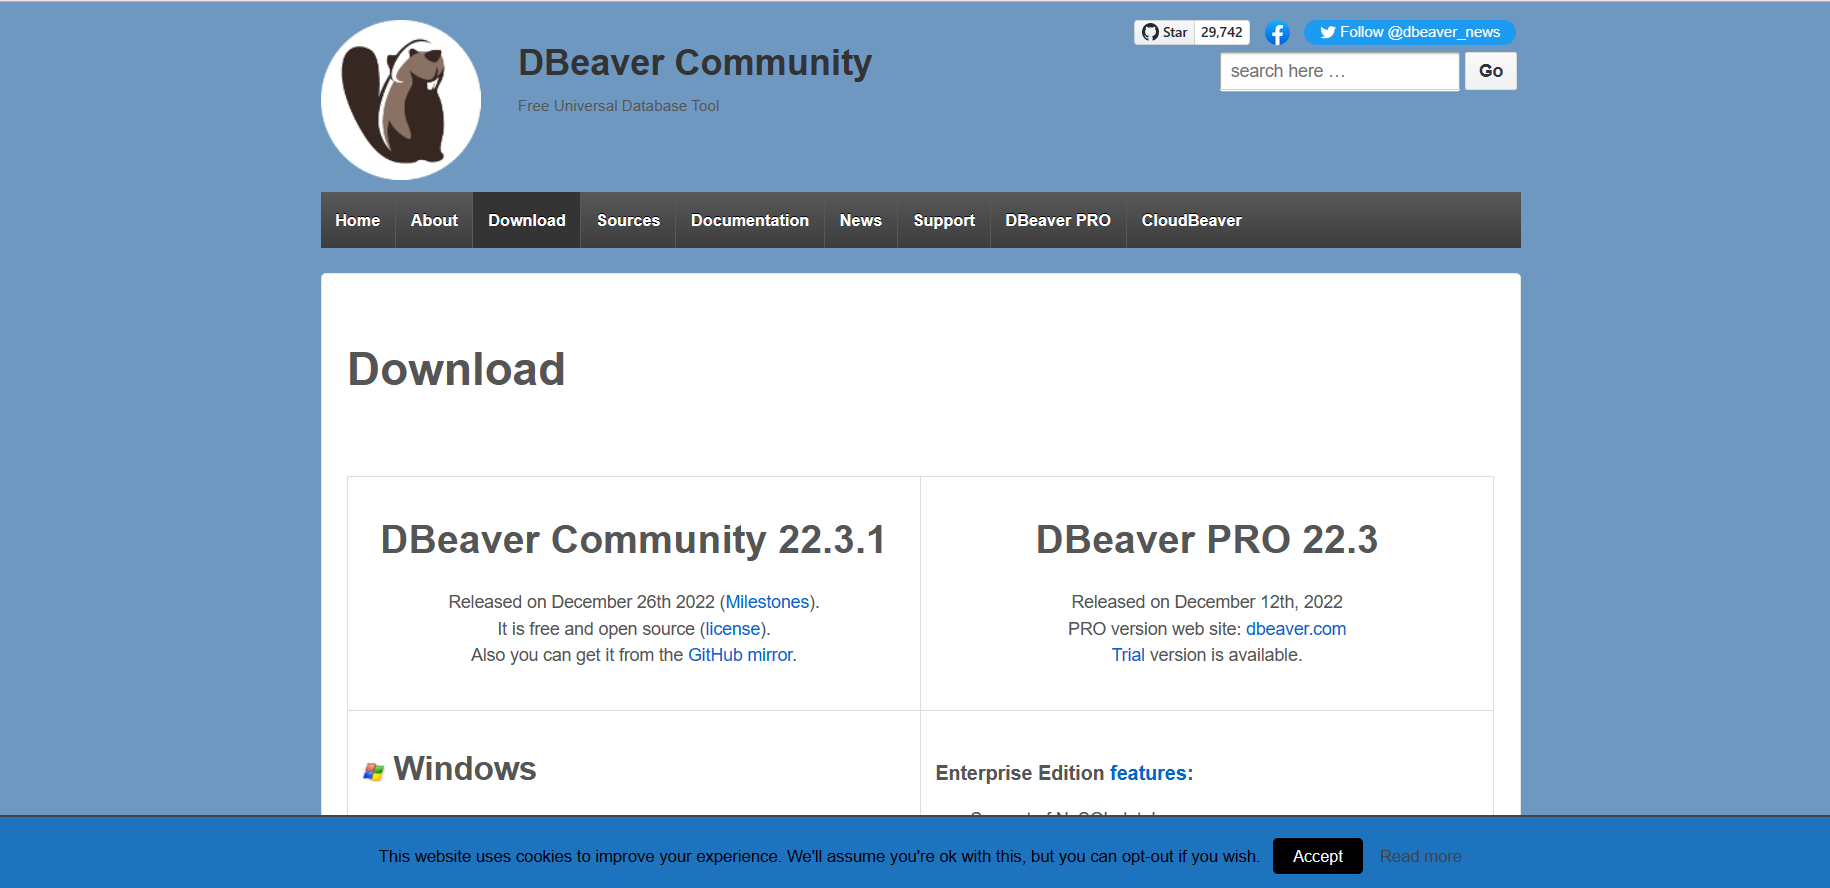 DBeaver Community
Free Universal Database Tool
Star 29,742
Follow @dbeaver_news
search here …
Go
Home
About
Download
Sources
Documentation
News
Support
DBeaver PRO
CloudBeaver
Download
DBeaver Community 22.3.1
Released on December 26th 2022 (Milestones).
It is free and open source (license).
Also you can get it from the GitHub mirror.
DBeaver PRO 22.3
Released on December 12th, 2022
PRO version web site: dbeaver.com
Trial version is available.
Windows
Enterprise Edition features:
This website uses cookies to improve your experience. We'll assume you're ok with this, but you can opt-out if you wish.
Accept
Read more